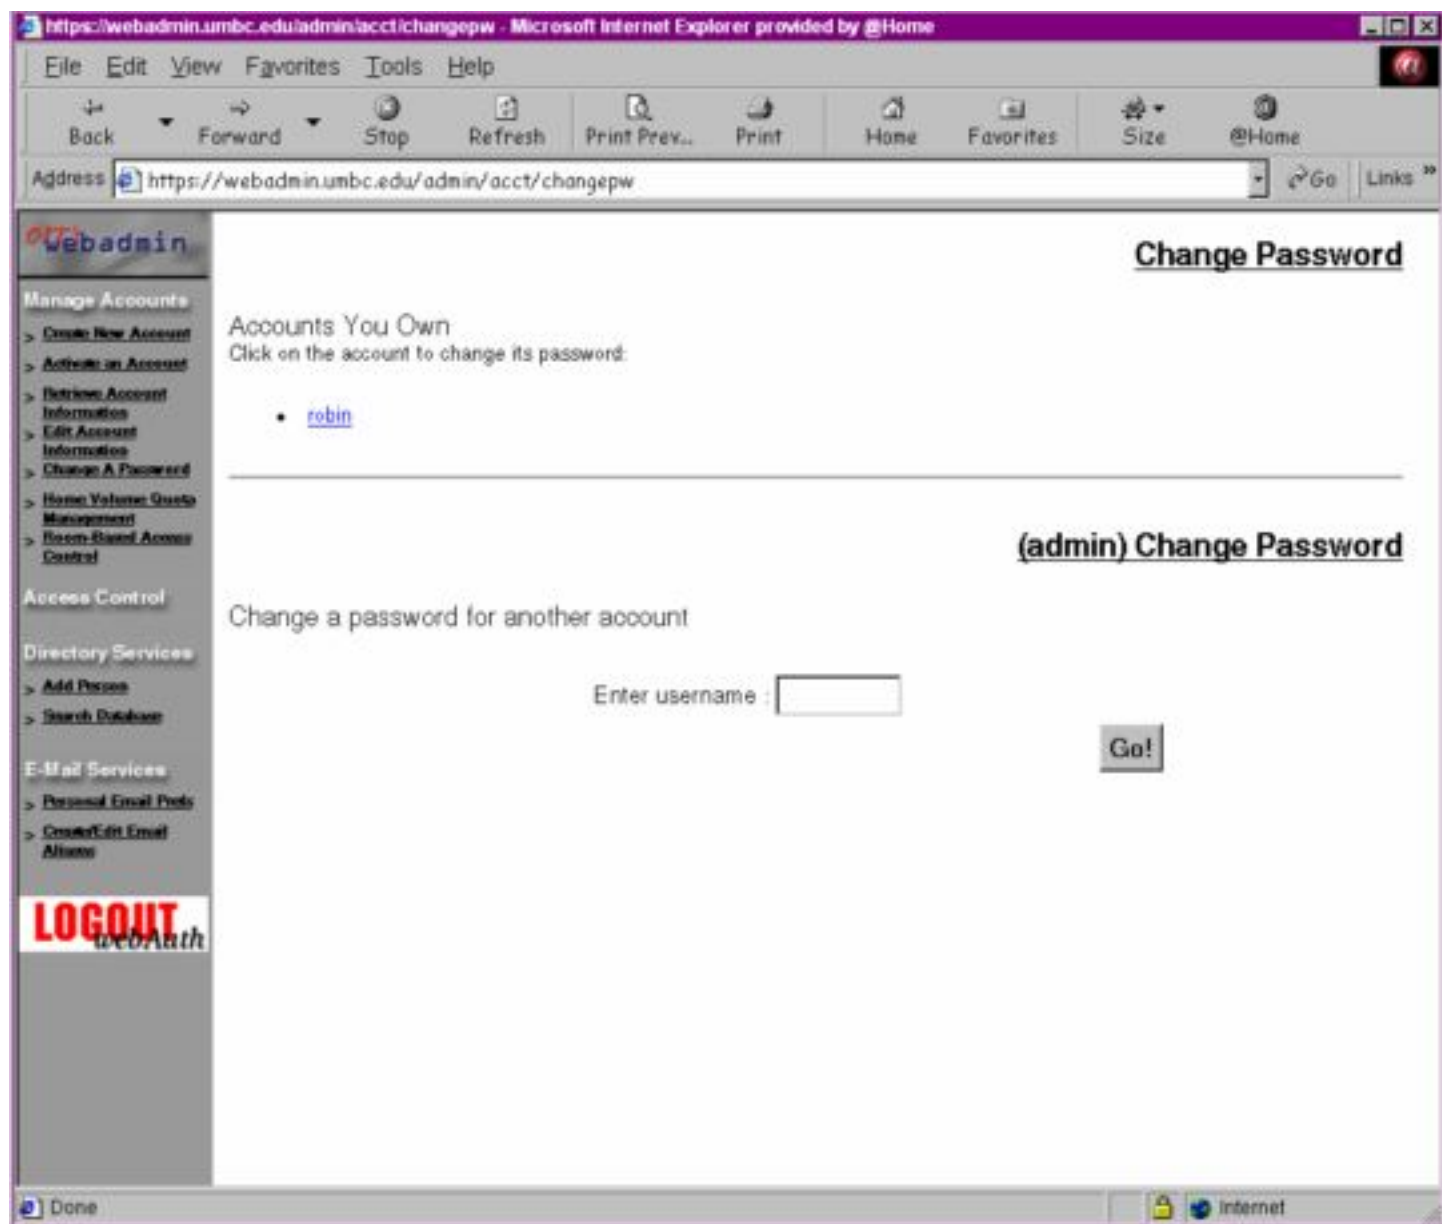 https://webadmin.umbc.edu/admin/acct/changepw - Microsoft Internet Explorer provided by @Home
File Edit View Favorites Tools Help
Back Forward Stop Refresh Print Prev... Print Home Favorites Size @Home
Address https://webadmin.umbc.edu/admin/acct/changepw Go Links »
OIT's
webadmin
Manage Accounts
> Create New Account
> Activate an Account
> Retrieve Account
Information
> Edit Account
Information
> Change A Password
> Home Volume Quota
Management
> Room-Based Access
Control
Access Control
Directory Services
> Add Person
> Search Database
E-Mail Services
> Personal Email Prefs
> Create/Edit Email
Aliases
LOGOUT
webAuth
Change Password
Accounts You Own
Click on the account to change its password:
• robin
(admin) Change Password
Change a password for another account
Enter username :
Go!
Done Internet